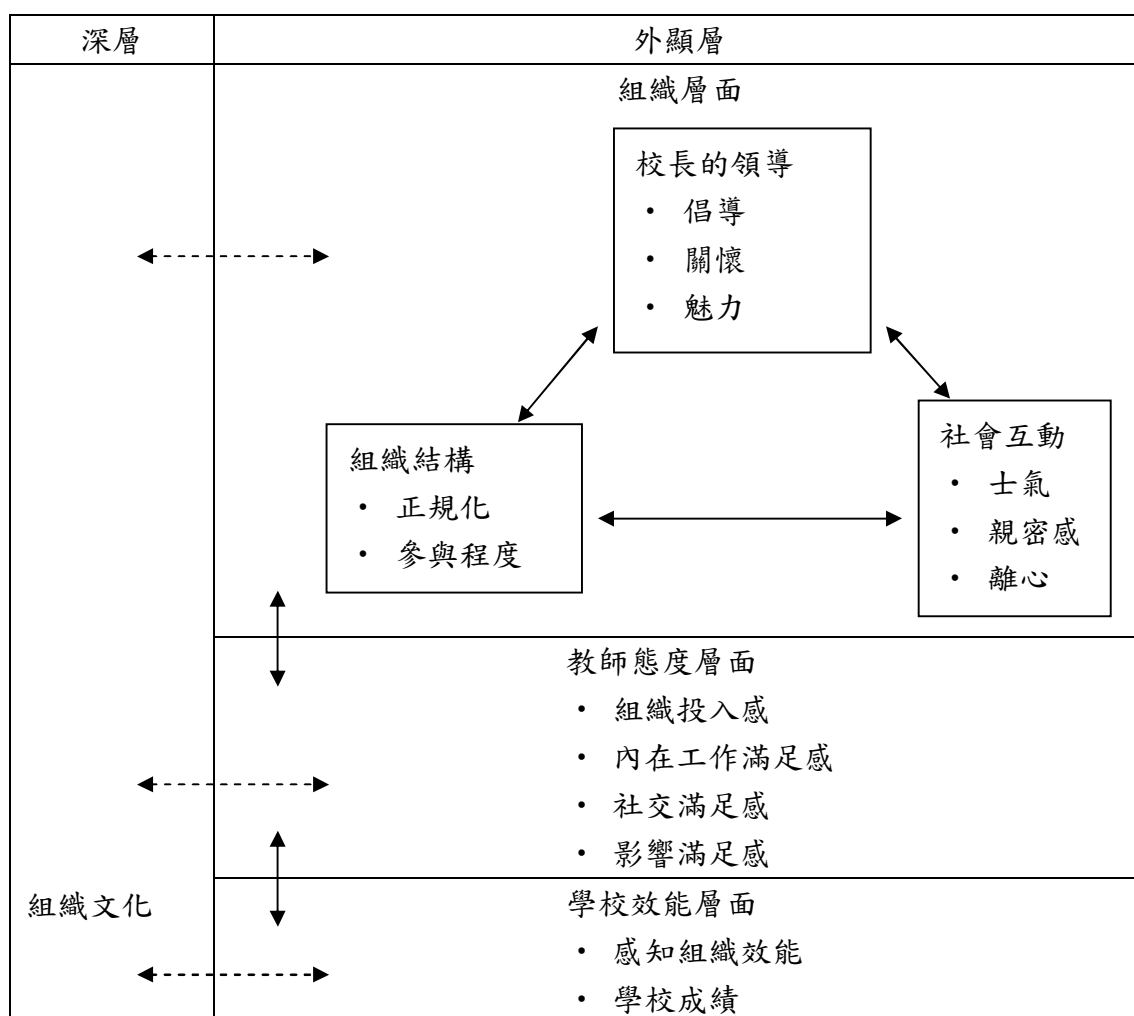 深層
外顯層
組織層面
校長的領導
· 倡導
· 關懷
· 魅力
組織結構
· 正規化
· 參與程度
社會互動
· 士氣
· 親密感
· 離心
教師態度層面
· 組織投入感
· 內在工作滿足感
· 社交滿足感
· 影響滿足感
組織文化
學校效能層面
· 感知組織效能
· 學校成績